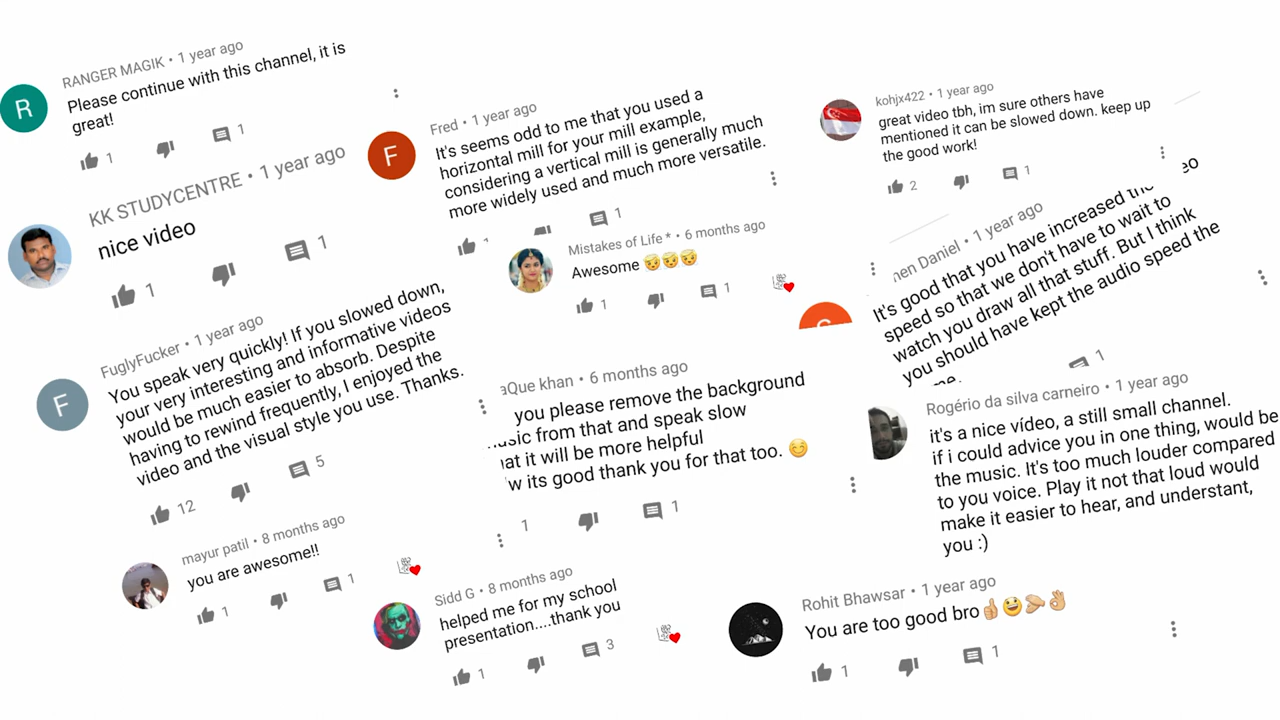 RANGER MAGIK • 1 year ago
Please continue with this channel, it is
great!
1
1
KK STUDYCENTRE • 1 year ago
nice video
1
1
FuglyFucker • 1 year ago
You speak very quickly! If you slowed down,
your very interesting and informative videos
would be much easier to absorb. Despite
having to rewind frequently, I enjoyed the
video and the visual style you use. Thanks.
12
5
mayur patil • 8 months ago
you are awesome!!
1
1
Fred • 1 year ago
It's seems odd to me that you used a
horizontal mill for your mill example,
considering a vertical mill is generally much
more widely used and much more versatile.
1
Mistakes of Life * • 6 months ago
Awesome 😇😇😇
1
1
aQue khan • 6 months ago
you please remove the background
from that and speak slow
it will be more helpful
its good thank you for that too. 😊
1
1
Sidd G • 8 months ago
helped me for my school
presentation....thank you
1
3
kohjx422 • 1 year ago
great video tbh, im sure others have
mentioned it can be slowed down. keep up
the good work!
2
1
Daniel • 1 year ago
It's good that you have increased the
speed so that we don't have to wait to
watch you draw all that stuff. But I think
you should have kept the audio speed the
1
Rogério da silva carneiro • 1 year ago
it's a nice vídeo, a still small channel.
if i could advice you in one thing, would be
the music. It's too much louder compared
to you voice. Play it not that loud would
make it easier to hear, and understant,
you :)
Rohit Bhawsar • 1 year ago
You are too good bro👍😃🫴👌
1
1
R
F
F